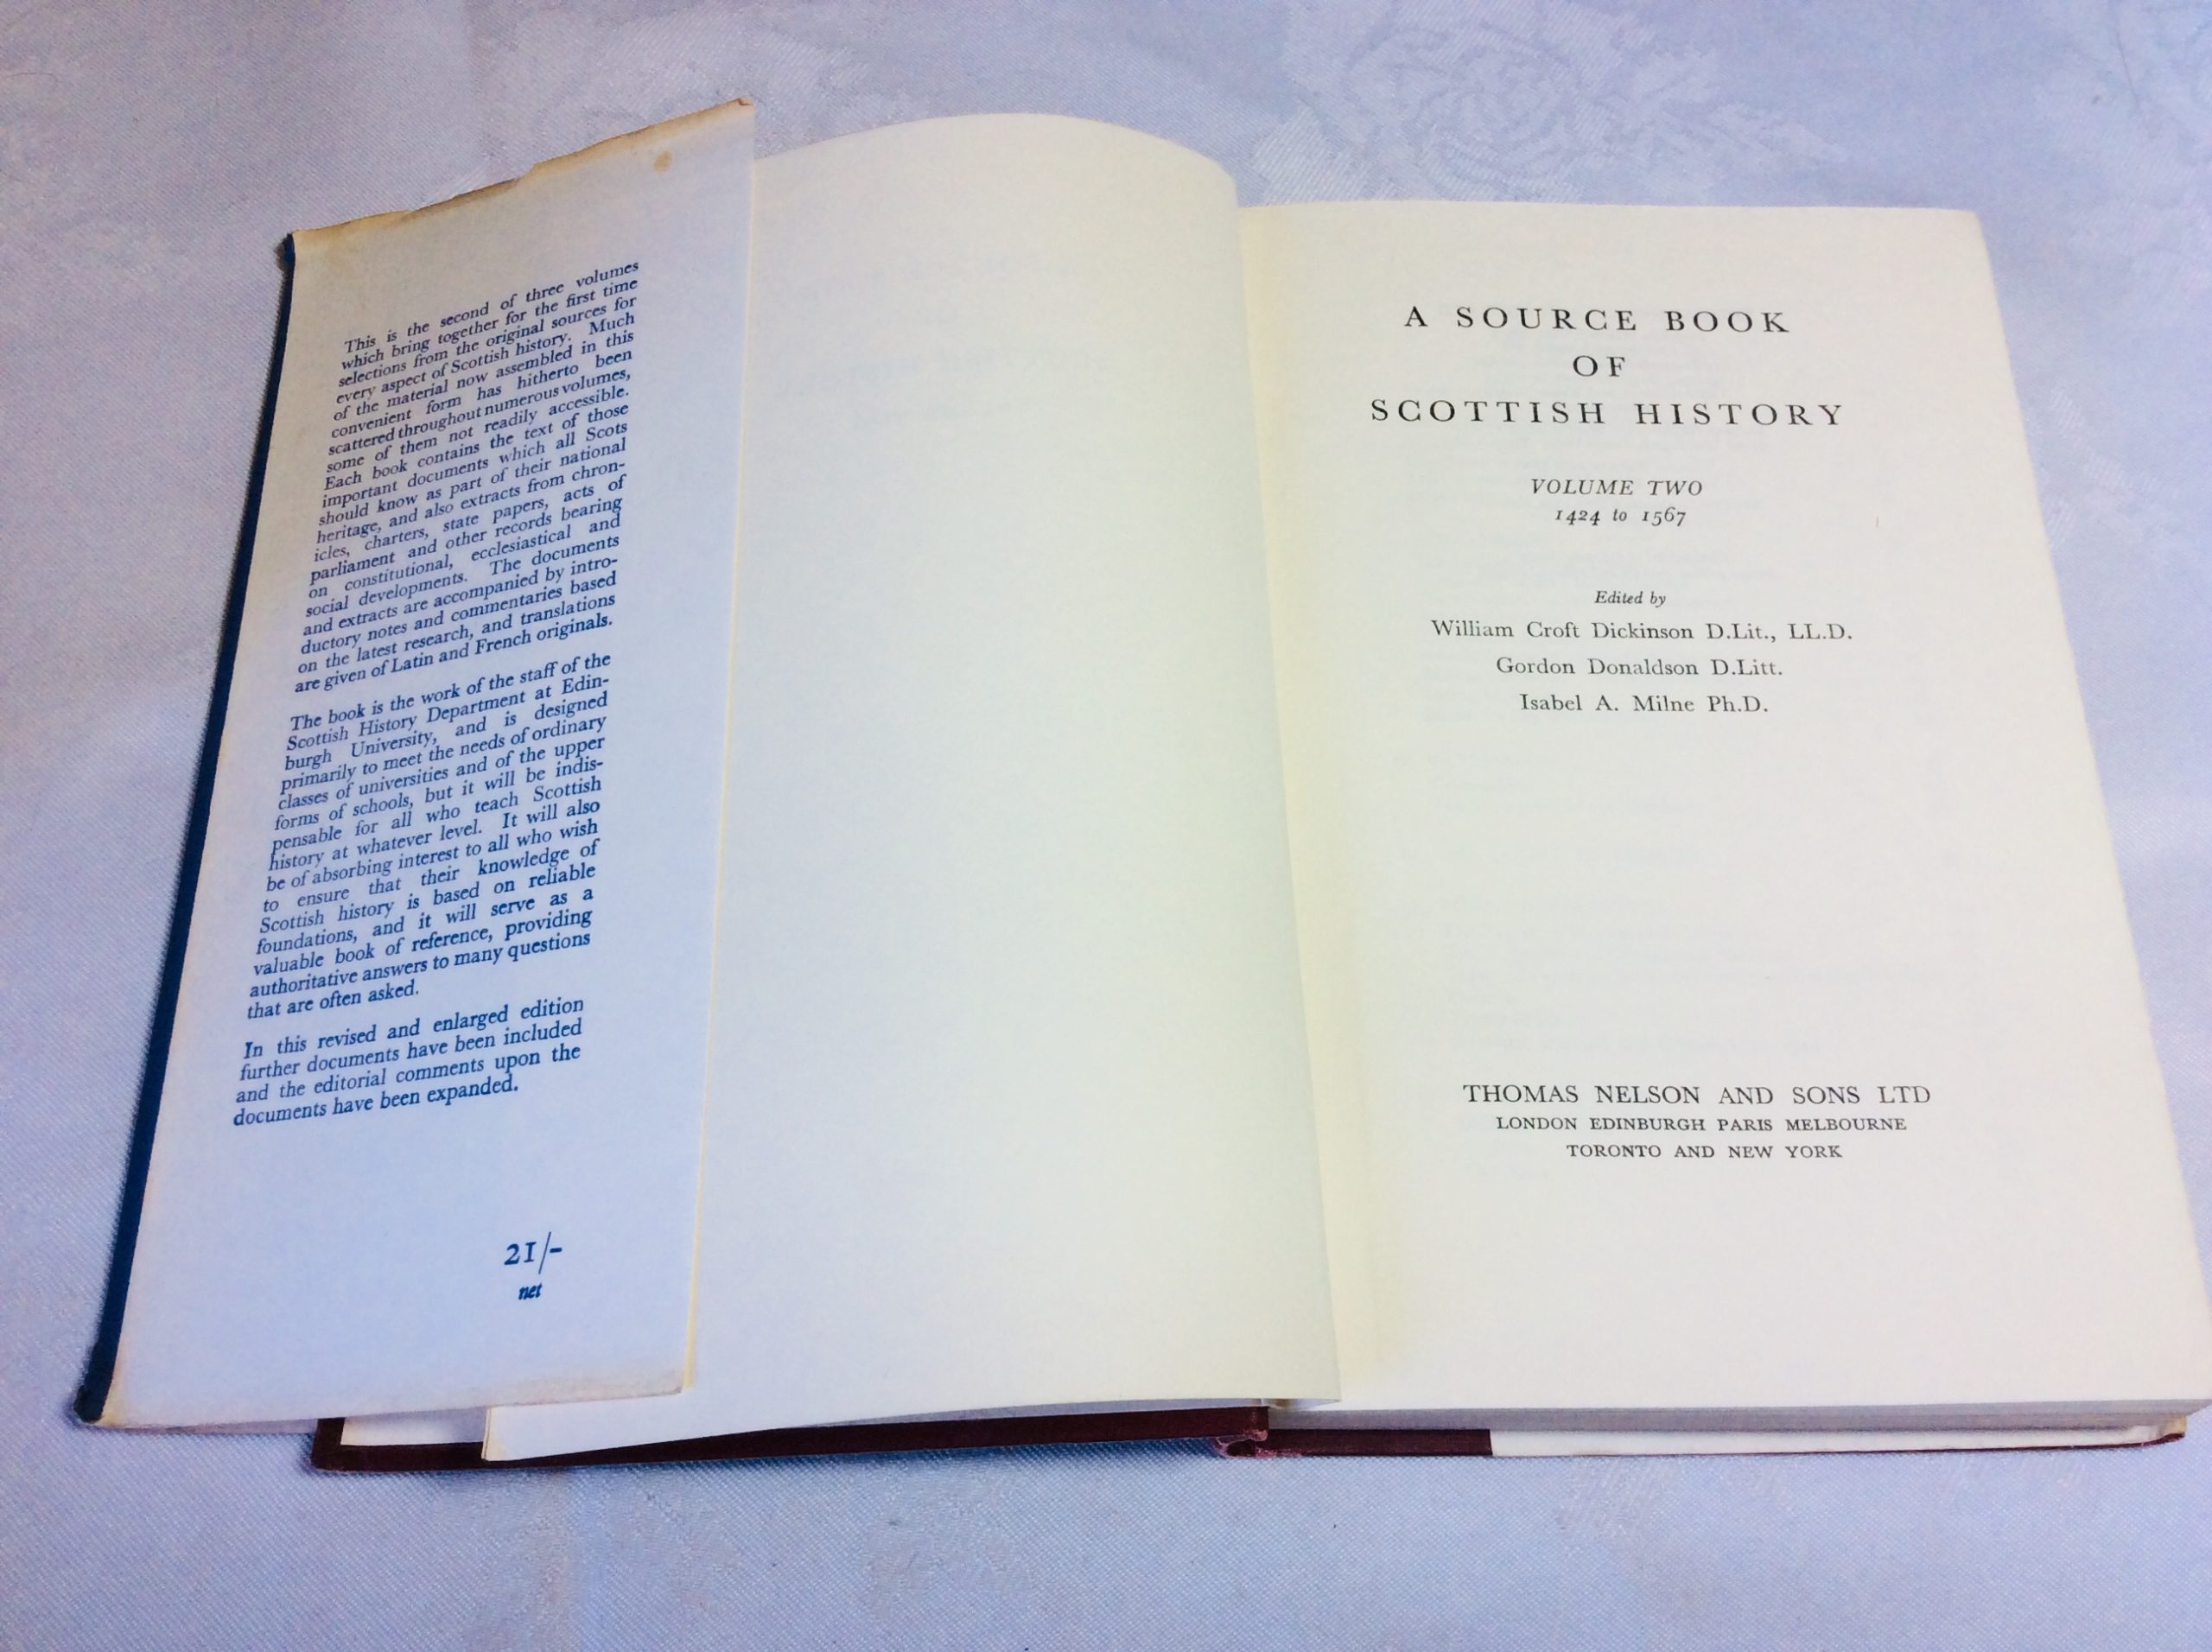 This is the second of three volumes
which bring together for the first time
selections from the original sources for
every aspect of Scottish history. Much
of the material now assembled in this
convenient form has hitherto been
scattered throughout numerous volumes,
some of them not readily accessible.
Each book contains the text of those
important documents which all Scots
should know as part of their national
heritage, and also extracts from chron-
icles, charters, state papers, acts of
parliament and other records bearing
on constitutional, ecclesiastical and
social developments. The documents
and extracts are accompanied by intro-
ductory notes and commentaries based
on the latest research, and translations
are given of Latin and French originals.
The book is the work of the staff of the
Scottish History Department at Edin-
burgh University, and is designed
primarily to meet the needs of ordinary
classes of universities and of the upper
forms of schools, but it will be indis-
pensable for all who teach Scottish
history at whatever level. It will also
be of absorbing interest to all who wish
to ensure that their knowledge of
Scottish history is based on reliable
foundations, and it will serve as a
valuable book of reference, providing
authoritative answers to many questions
that are often asked.
In this revised and enlarged edition
further documents have been included
and the editorial comments upon the
documents have been expanded.
21/-
net
A SOURCE BOOK
OF
SCOTTISH HISTORY
VOLUME TWO
1424 to 1567
Edited by
William Croft Dickinson D.Lit., LL.D.
Gordon Donaldson D.Litt.
Isabel A. Milne Ph.D.
THOMAS NELSON AND SONS LTD
LONDON EDINBURGH PARIS MELBOURNE
TORONTO AND NEW YORK